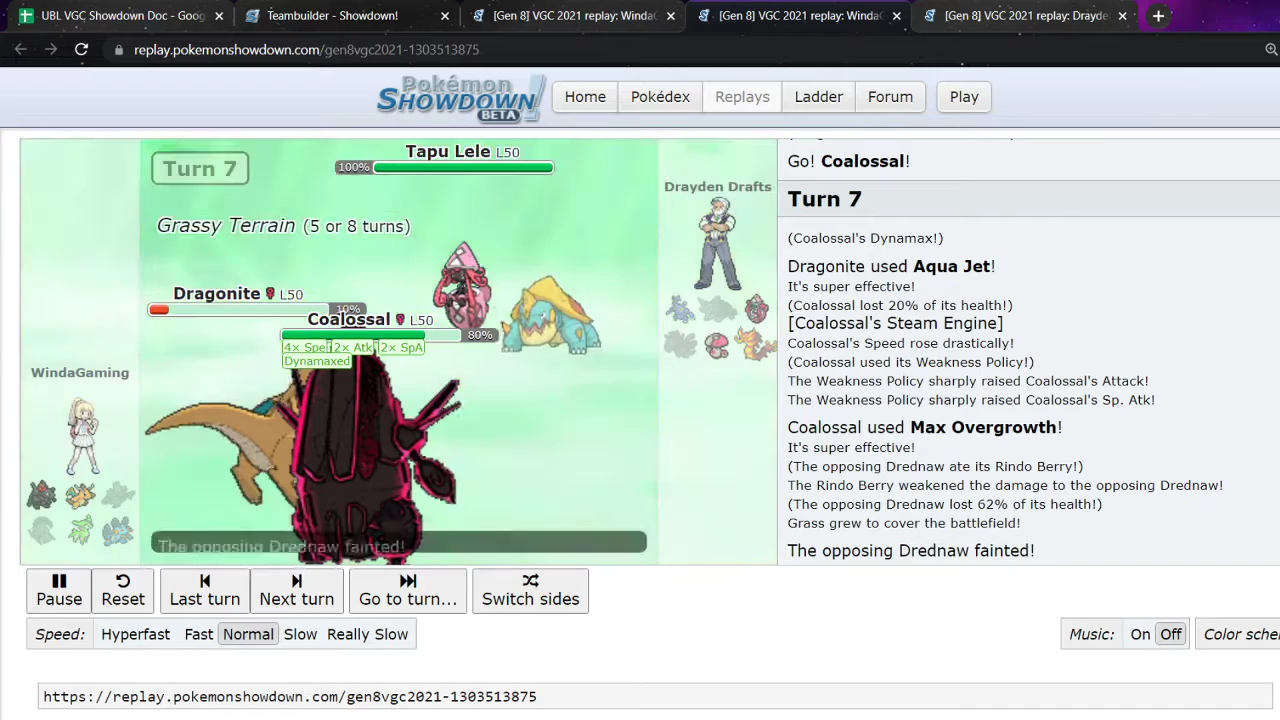 UBL VGC Showdown Doc - Goog
Teambuilder - Showdown!
[Gen 8] VGC 2021 replay: WindaG
[Gen 8] VGC 2021 replay: WindaG
[Gen 8] VGC 2021 replay: Drayde
replay.pokemonshowdown.com/gen8vgc2021-1303513875
Pokémon
SHOWDOWN!
BETA
Home
Pokédex
Replays
Ladder
Forum
Play
Turn 7
Tapu Lele L50
100%
Grassy Terrain (5 or 8 turns)
Dragonite L50
10%
Coalossal L50
80%
4× Spe 2× Atk 2× SpA
Dynamaxed
WindaGaming
Drayden Drafts
The opposing Drednaw fainted!
Go! Coalossal!
Turn 7
(Coalossal's Dynamax!)
Dragonite used Aqua Jet!
It's super effective!
(Coalossal lost 20% of its health!)
[Coalossal's Steam Engine]
Coalossal's Speed rose drastically!
(Coalossal used its Weakness Policy!)
The Weakness Policy sharply raised Coalossal's Attack!
The Weakness Policy sharply raised Coalossal's Sp. Atk!
Coalossal used Max Overgrowth!
It's super effective!
(The opposing Drednaw ate its Rindo Berry!)
The Rindo Berry weakened the damage to the opposing Drednaw!
(The opposing Drednaw lost 62% of its health!)
Grass grew to cover the battlefield!
The opposing Drednaw fainted!
Pause
Reset
Last turn
Next turn
Go to turn...
Switch sides
Speed: Hyperfast Fast Normal Slow Really Slow
Music: On Off
Color sche
https://replay.pokemonshowdown.com/gen8vgc2021-1303513875